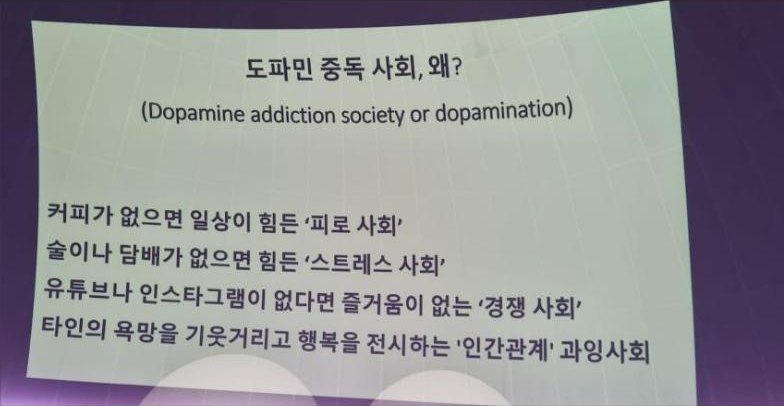 도파민 중독 사회, 왜?
(Dopamine addiction society or dopamination)
커피가 없으면 일상이 힘든 ‘피로 사회’
술이나 담배가 없으면 힘든 ‘스트레스 사회’
유튜브나 인스타그램이 없다면 즐거움이 없는 ‘경쟁 사회’
타인의 욕망을 기웃거리고 행복을 전시하는 '인간관계' 과잉사회